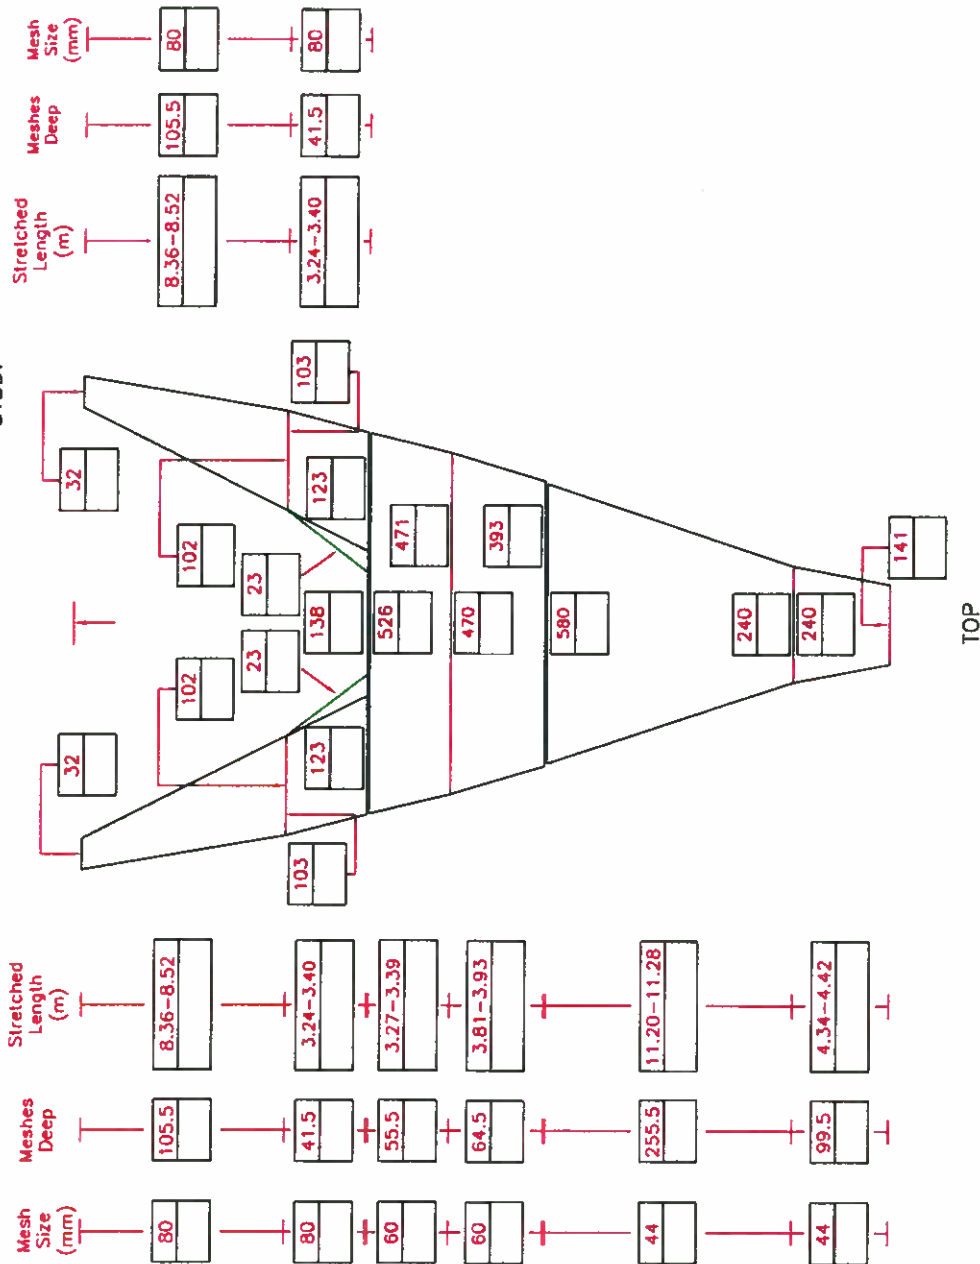 Stretched
Length
(m)
Meshes
Deep
Mesh
Size
(mm)
8.36-8.52
105.5
80
3.24-3.40
41.5
80
32
32
102
102
103
103
23
23
123
123
138
526
471
470
393
580
240
240
141
TOP
Mesh
Size
(mm)
Meshes
Deep
Stretched
Length
(m)
80
105.5
8.36-8.52
80
41.5
3.24-3.40
60
55.5
3.27-3.39
60
64.5
3.81-3.93
44
255.5
11.20-11.28
44
99.5
4.34-4.42